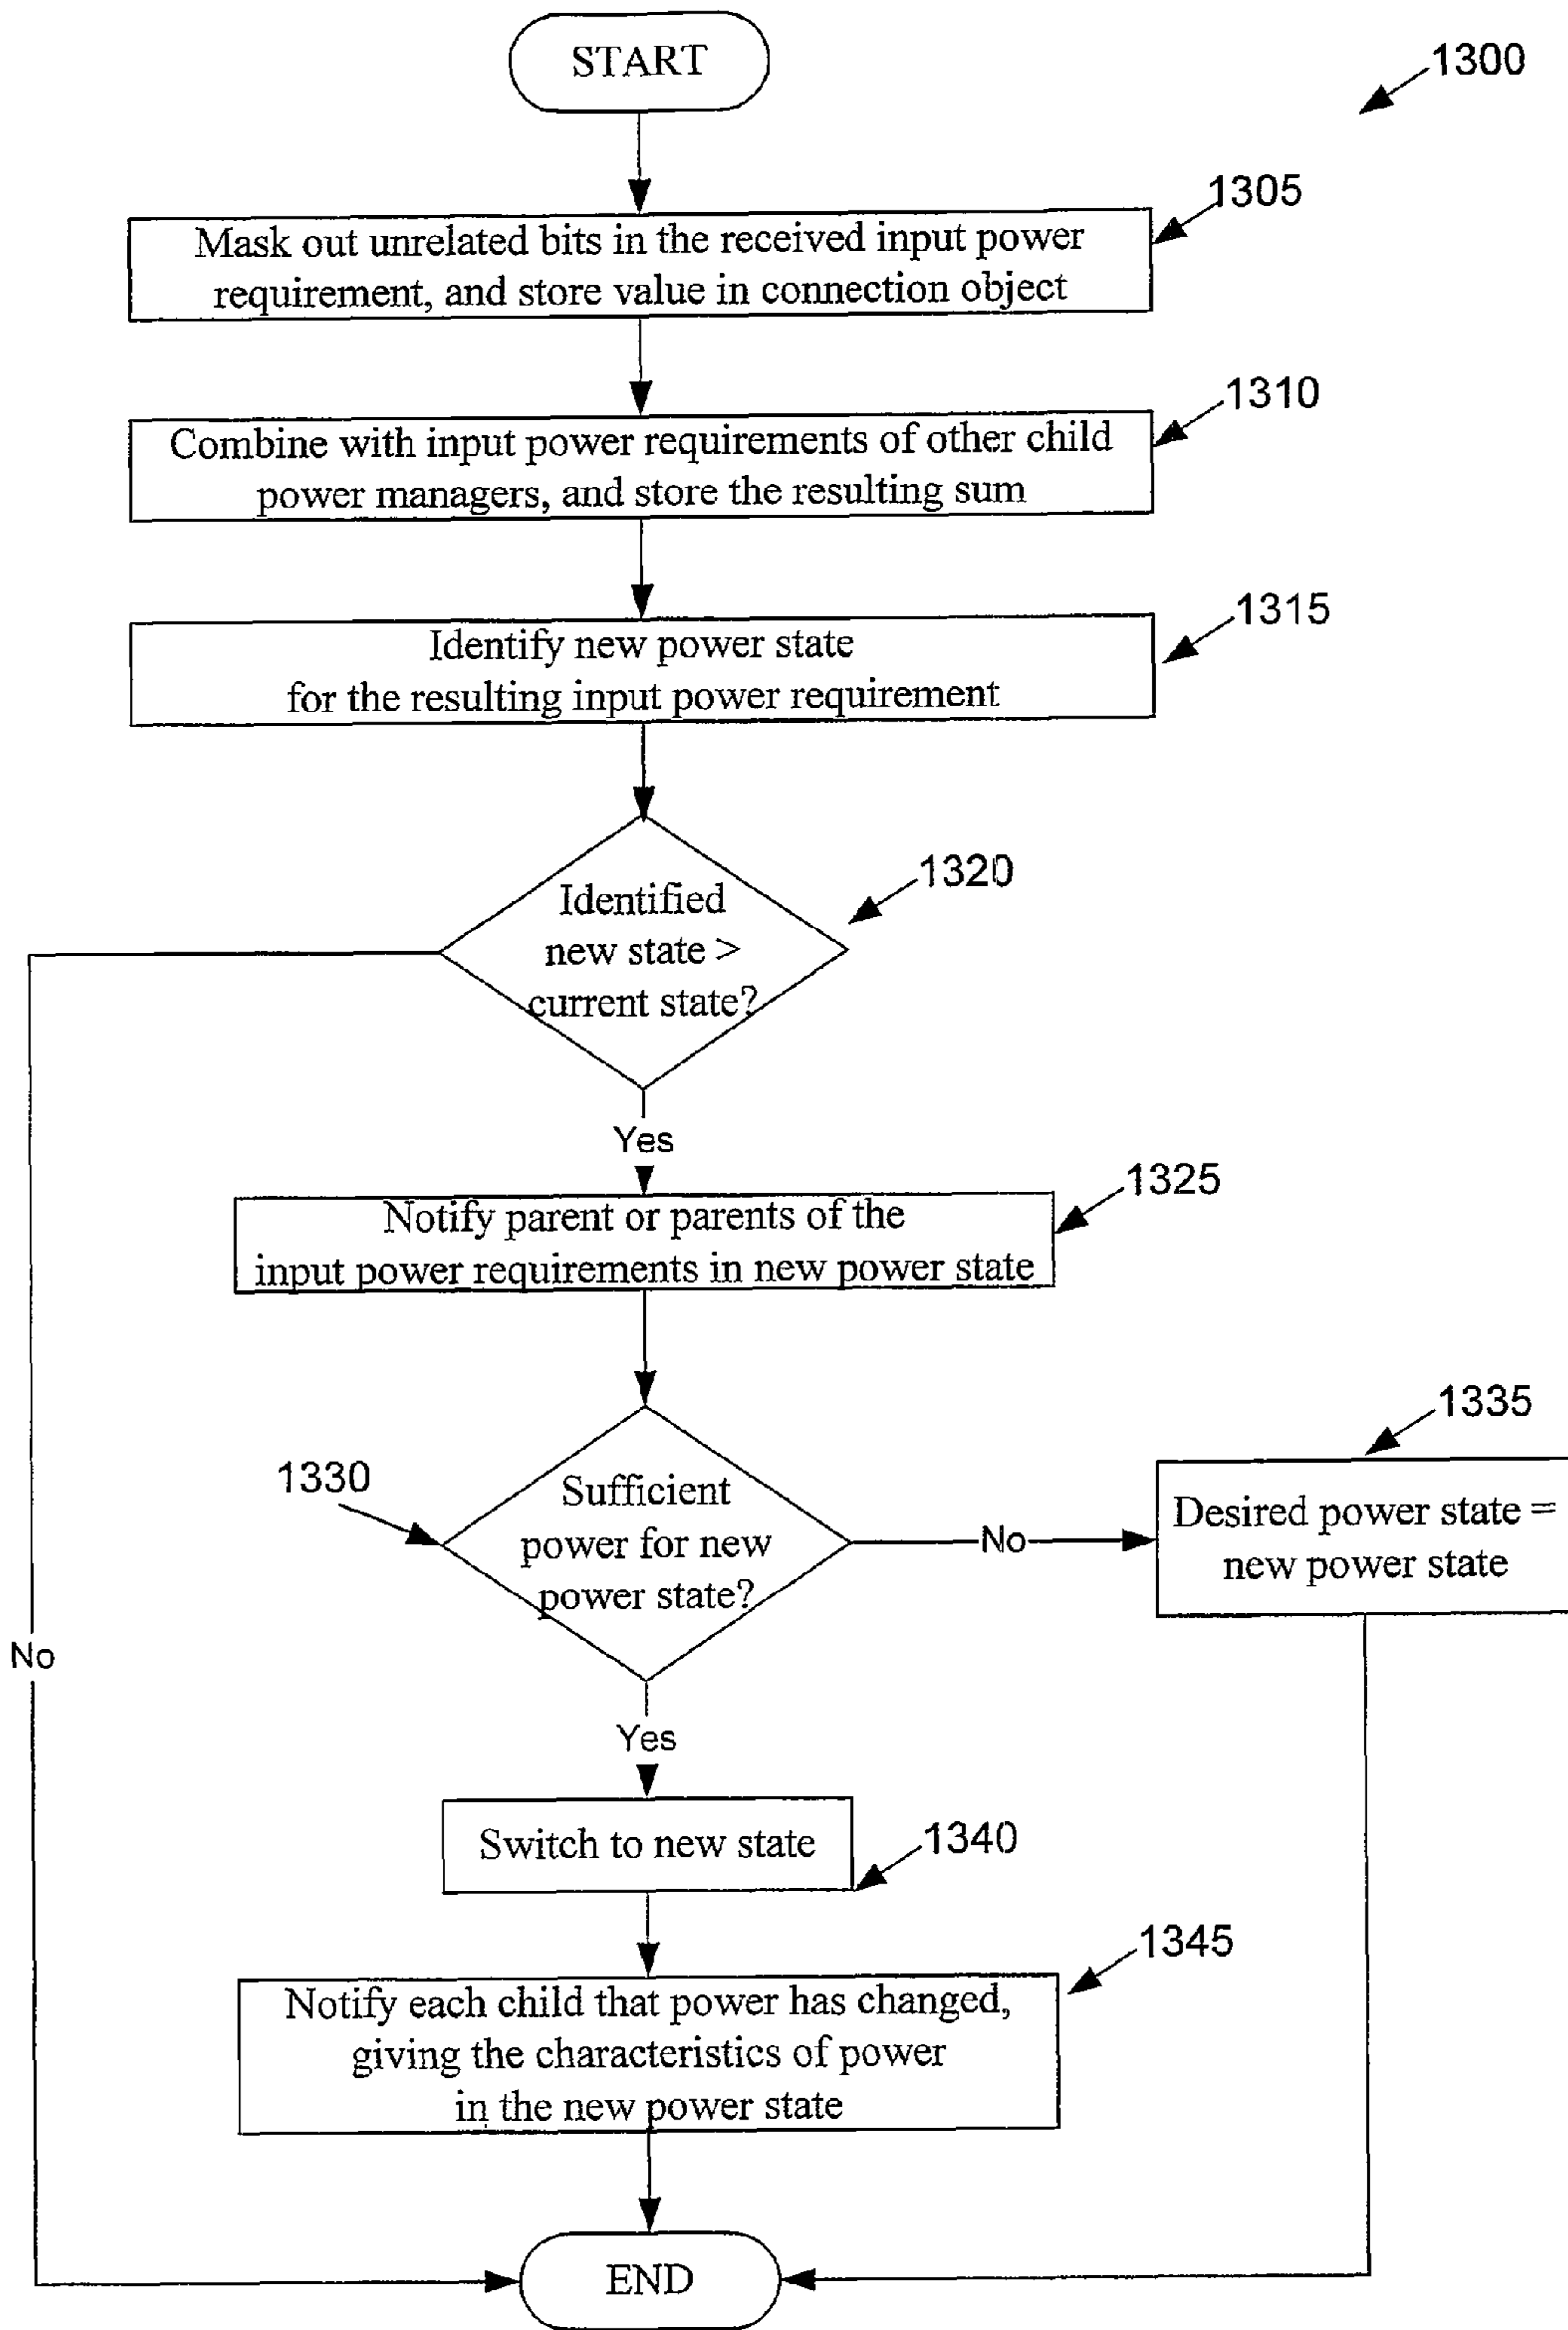 START
1300
1305
Mask out unrelated bits in the received input power
requirement, and store value in connection object
1310
Combine with input power requirements of other child
power managers, and store the resulting sum
1315
Identify new power state
for the resulting input power requirement
1320
Identified
new state >
current state?
Yes
1325
Notify parent or parents of the
input power requirements in new power state
1330
Sufficient
power for new
power state?
No
1335
Desired power state =
new power state
No
Yes
Switch to new state
1340
1345
Notify each child that power has changed,
giving the characteristics of power
in the new power state
END